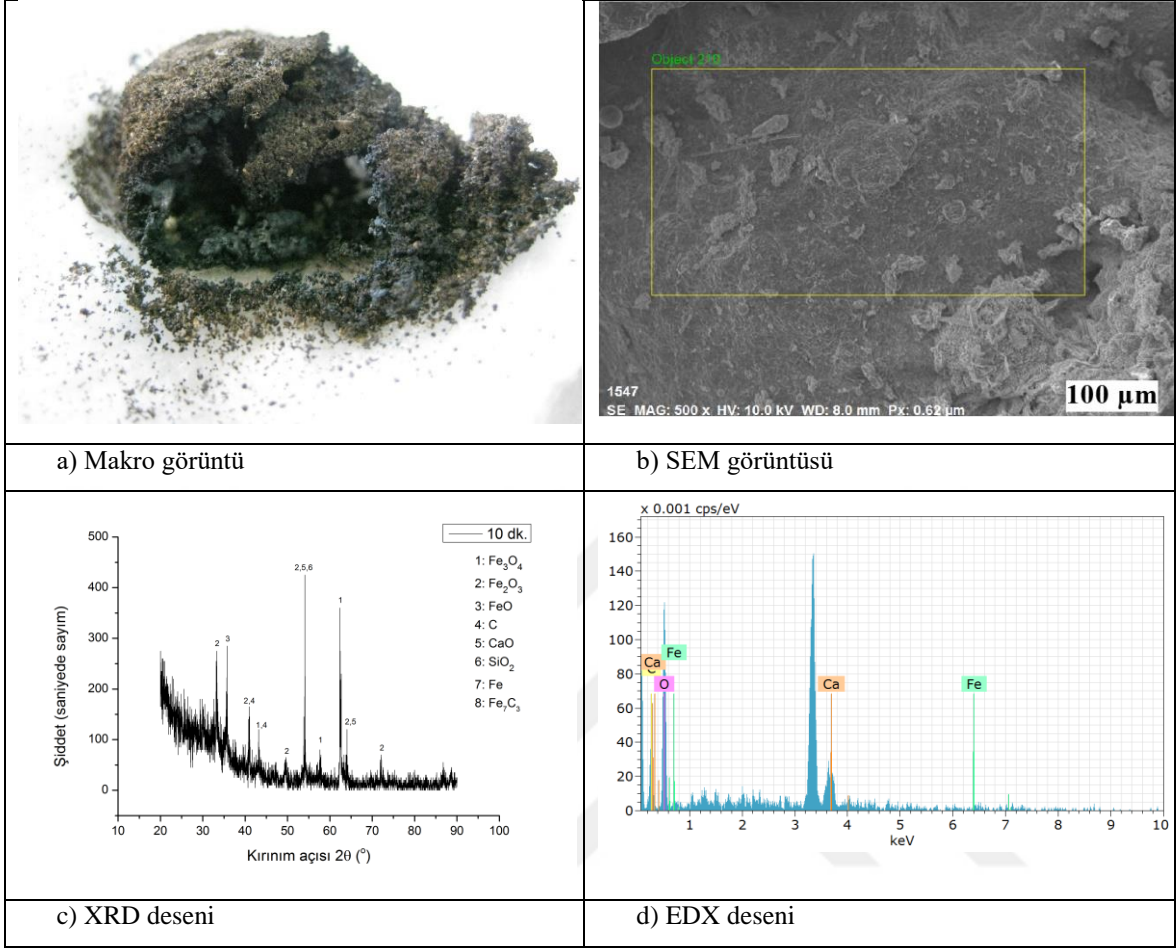 Object 210
1547
SE MAG: 500 x HV: 10.0 kV WD: 8.0 mm Px: 0.62 µm
100 µm
a) Makro görüntü
b) SEM görüntüsü
500
400
300
200
100
0
10 20 30 40 50 60 70 80 90 100
Şiddet (saniyede sayım)
Kırınım açısı 2θ (°)
10 dk.
1: Fe₃O₄
2: Fe₂O₃
3: FeO
4: C
5: CaO
6: SiO₂
7: Fe
8: Fe₇C₃
2
3
2,4
1,4
2
2,5,6
1
1
2,5
2
x 0.001 cps/eV
160
140
120
100
80
60
40
20
0
Ca
C
O
Fe
Ca
Fe
1 2 3 4 5 6 7 8 9 10
keV
c) XRD deseni
d) EDX deseni